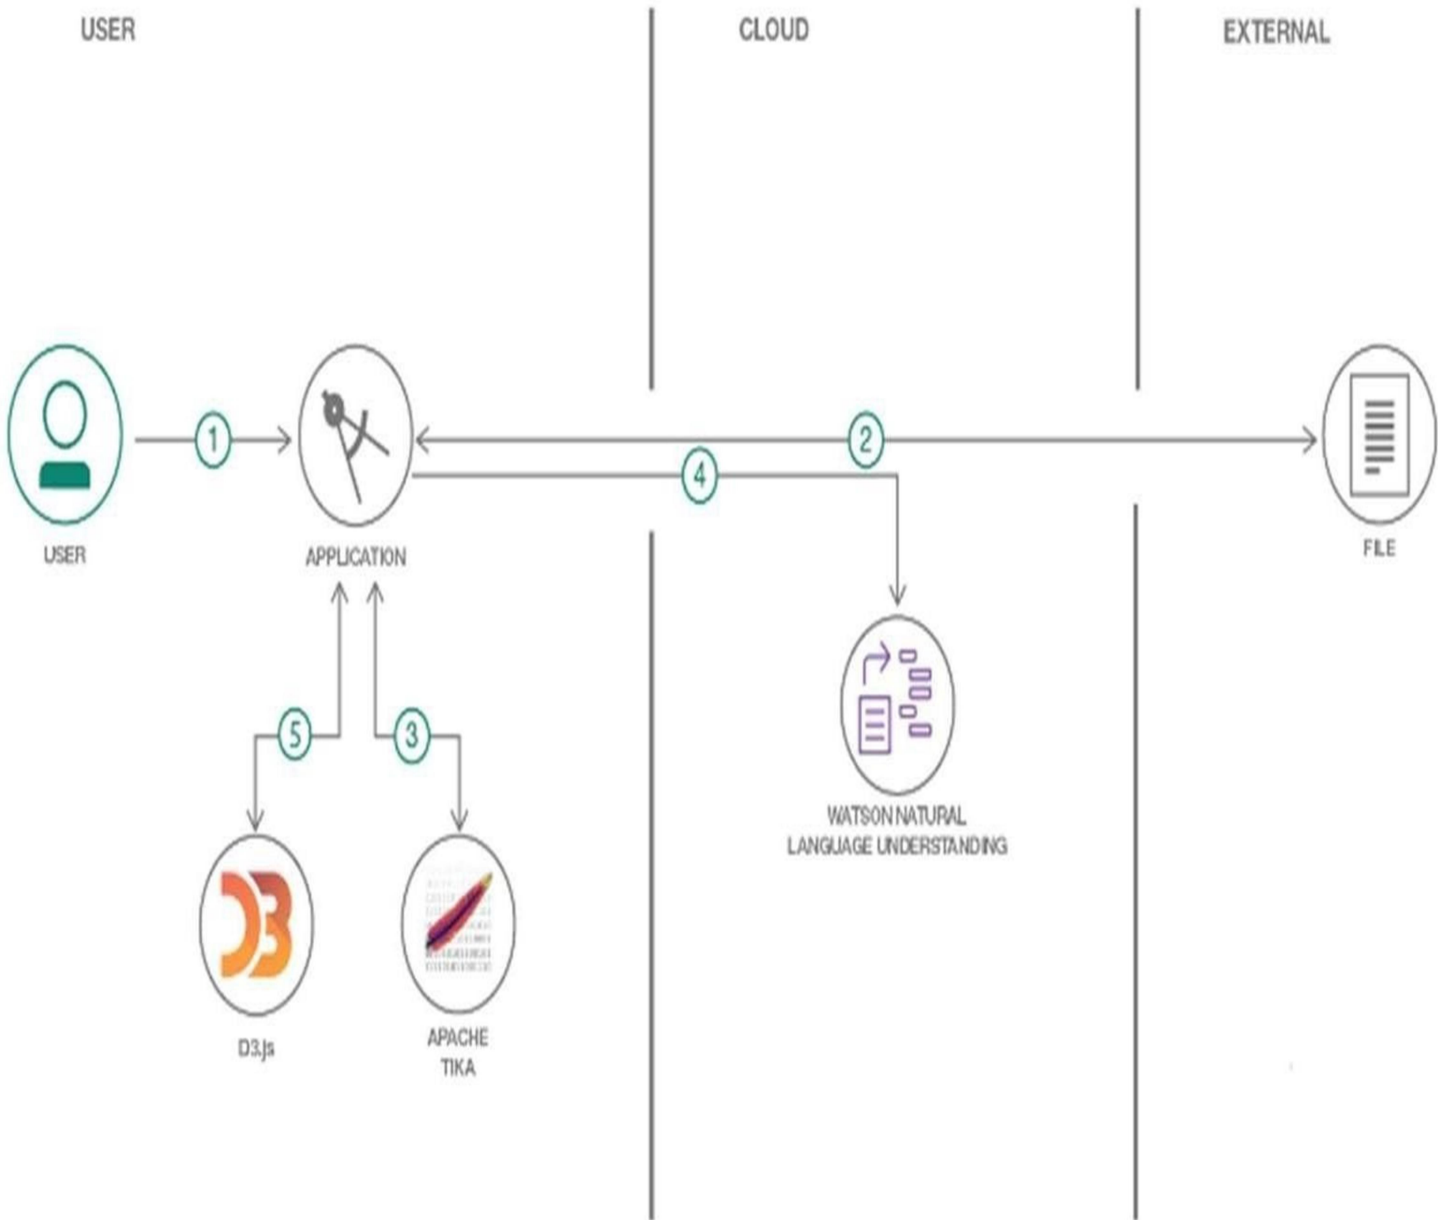 USER
CLOUD
EXTERNAL
1
2
4
USER
APPLICATION
FILE
5
3
WATSON NATURAL
LANGUAGE UNDERSTANDING
D3
D3.js
APACHE
TIKA